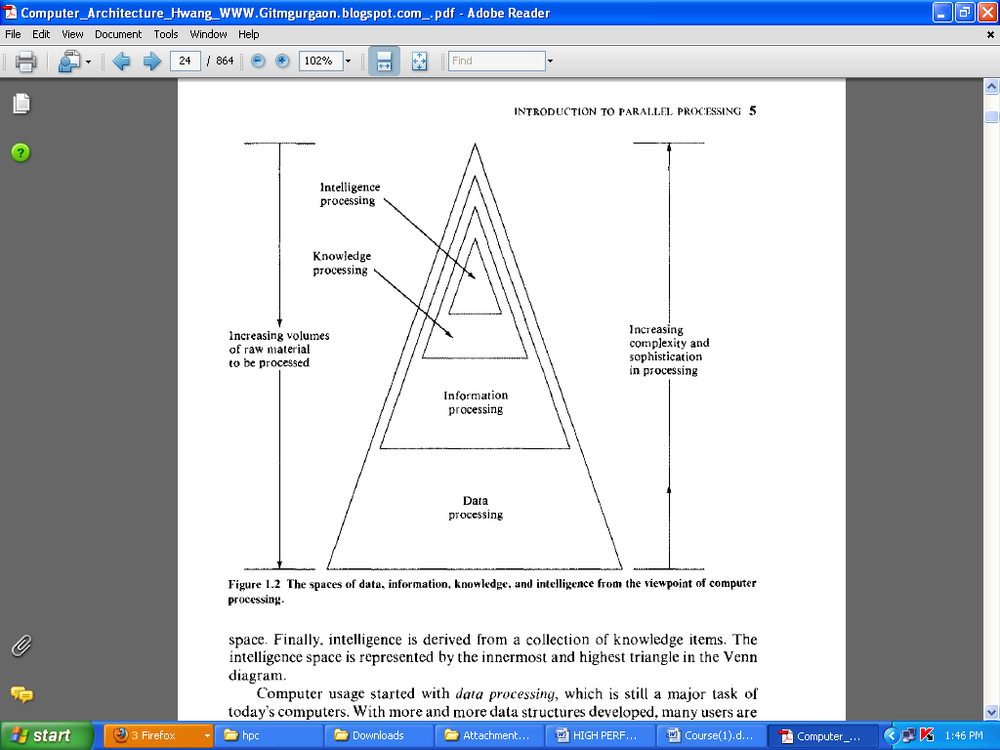 Computer_Architecture_Hwang_WWW.Gitmgurgaon.blogspot.com_.pdf - Adobe Reader
File Edit View Document Tools Window Help
24 / 864 102% Find
INTRODUCTION TO PARALLEL PROCESSING 5
Intelligence
processing
Knowledge
processing
Increasing volumes
of raw material
to be processed
Increasing
complexity and
sophistication
in processing
Information
processing
Data
processing
Figure 1.2 The spaces of data, information, knowledge, and intelligence from the viewpoint of computer
processing.
space. Finally, intelligence is derived from a collection of knowledge items. The
intelligence space is represented by the innermost and highest triangle in the Venn
diagram.
Computer usage started with data processing, which is still a major task of
today's computers. With more and more data structures developed, many users are
start 3 Firefox hpc Downloads Attachment... HIGH PERF... Course(1).d... Computer_... 1:46 PM